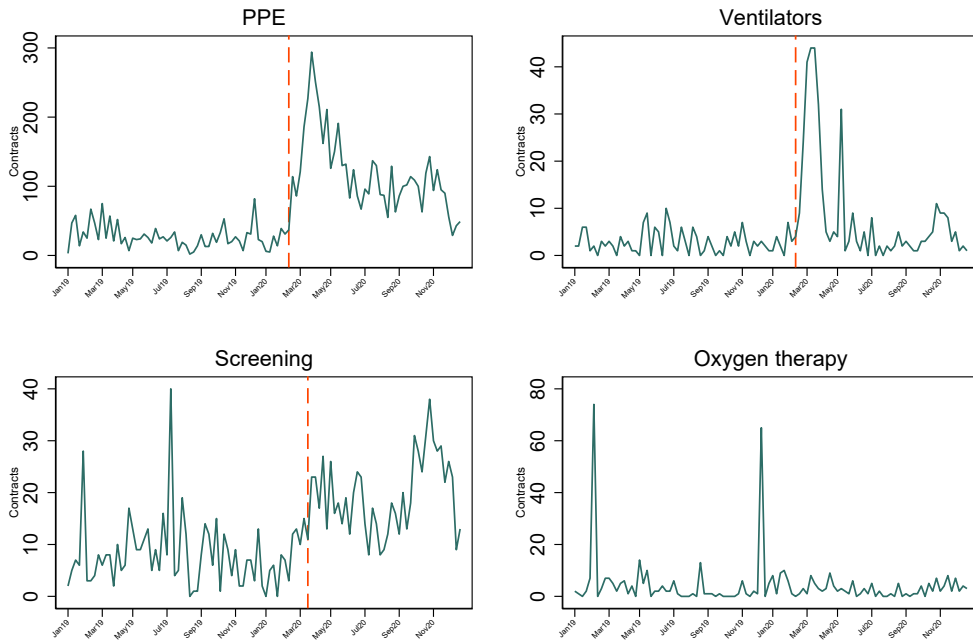 PPE
Contracts
0 100 200 300
Jan19 Mar19 May19 Jul19 Sep19 Nov19 Jan20 Mar20 May20 Jul20 Sep20 Nov20
Ventilators
Contracts
0 10 20 30 40
Jan19 Mar19 May19 Jul19 Sep19 Nov19 Jan20 Mar20 May20 Jul20 Sep20 Nov20
Screening
Contracts
0 10 20 30 40
Jan19 Mar19 May19 Jul19 Sep19 Nov19 Jan20 Mar20 May20 Jul20 Sep20 Nov20
Oxygen therapy
Contracts
0 20 40 60 80
Jan19 Mar19 May19 Jul19 Sep19 Nov19 Jan20 Mar20 May20 Jul20 Sep20 Nov20